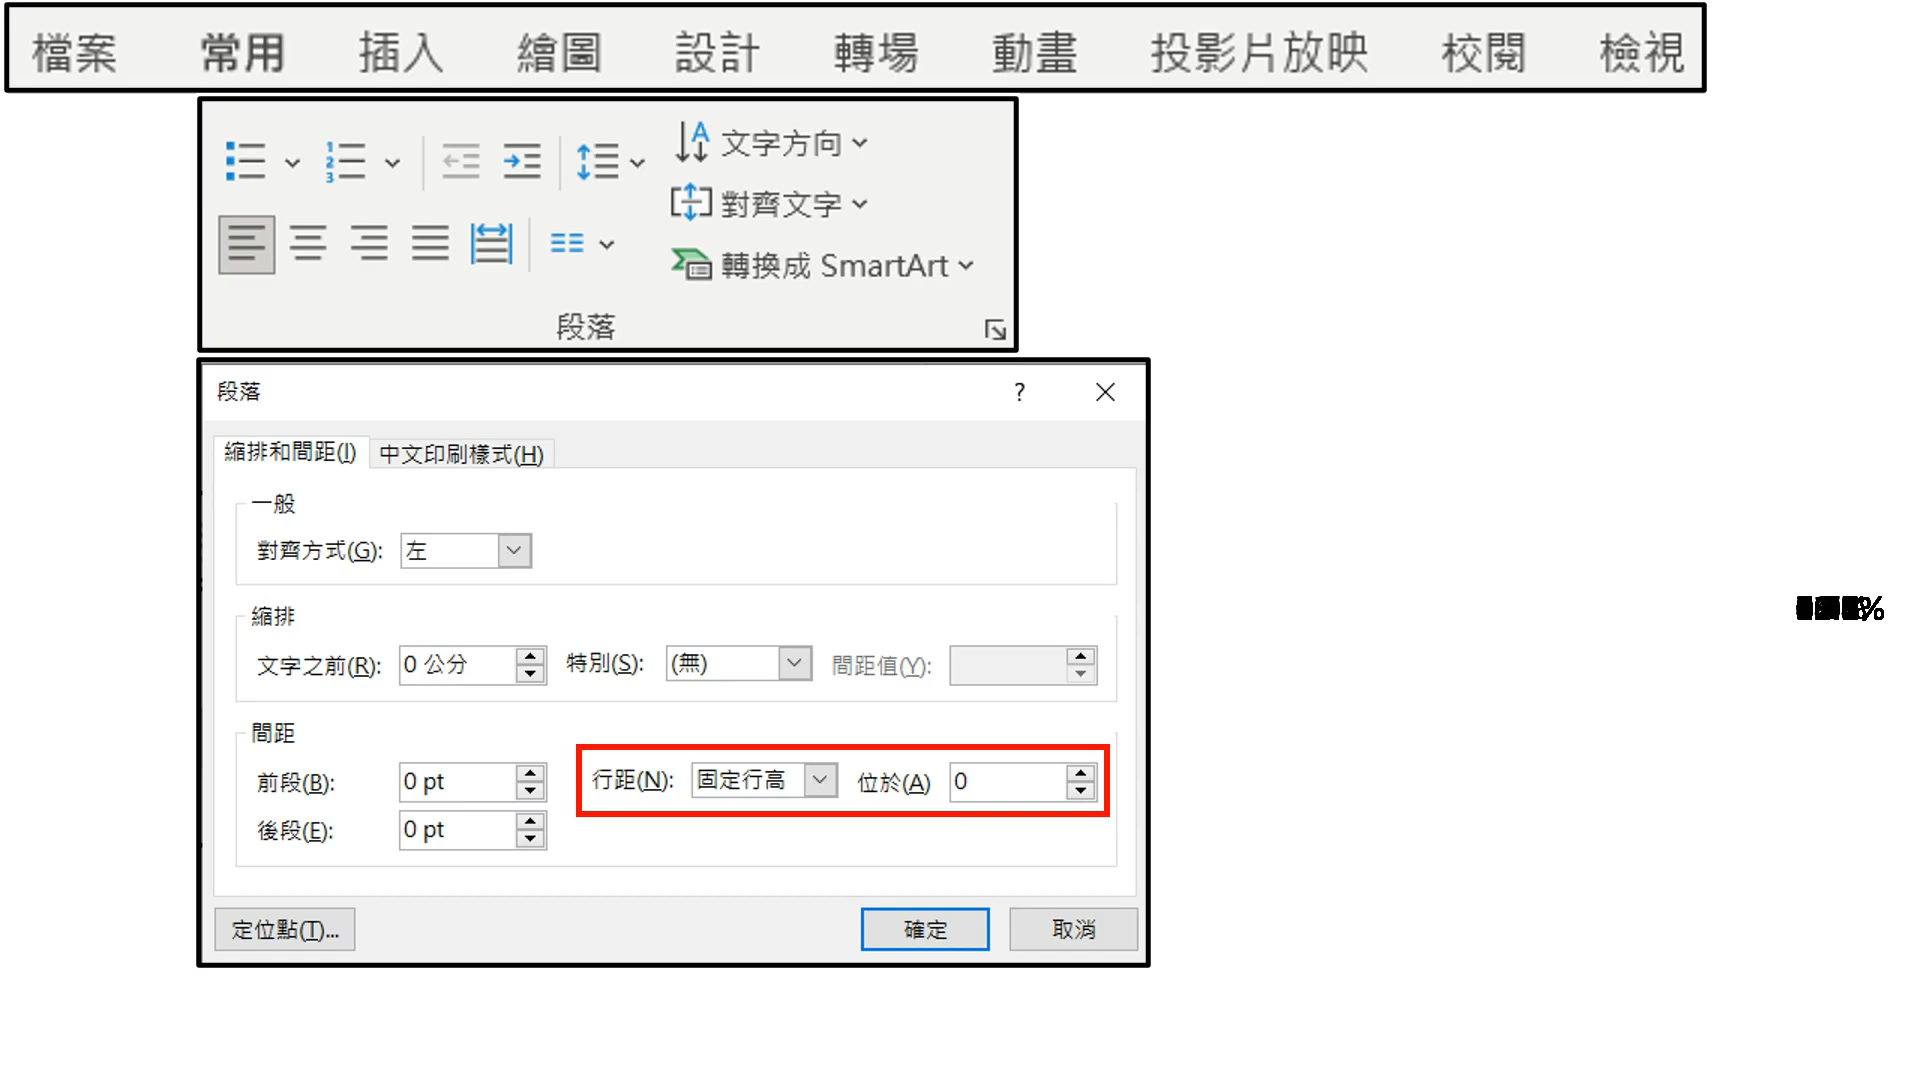 檔案 常用 插入 繪圖 設計 轉場 動畫 投影片放映 校閱 檢視
文字方向
對齊文字
轉換成 SmartArt
段落
段落 ?
縮排和間距(I) 中文印刷樣式(H)
一般
對齊方式(G): 左
縮排
文字之前(R): 0 公分 特別(S): (無) 間距值(Y):
間距
前段(B): 0 pt 行距(N): 固定行高 位於(A) 0
後段(E): 0 pt
定位點(T)... 確定 取消